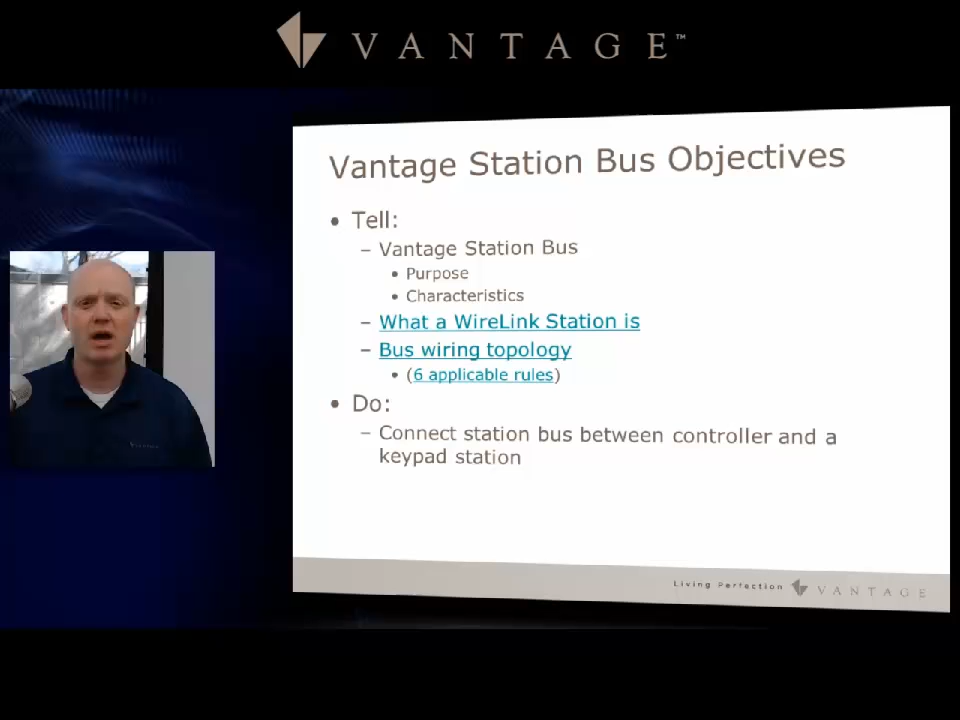 VANTAGE™
Vantage Station Bus Objectives
• Tell:
– Vantage Station Bus
• Purpose
• Characteristics
– What a WireLink Station is
– Bus wiring topology
• (6 applicable rules)
• Do:
– Connect station bus between controller and a
keypad station
Living Perfection VANTAGE